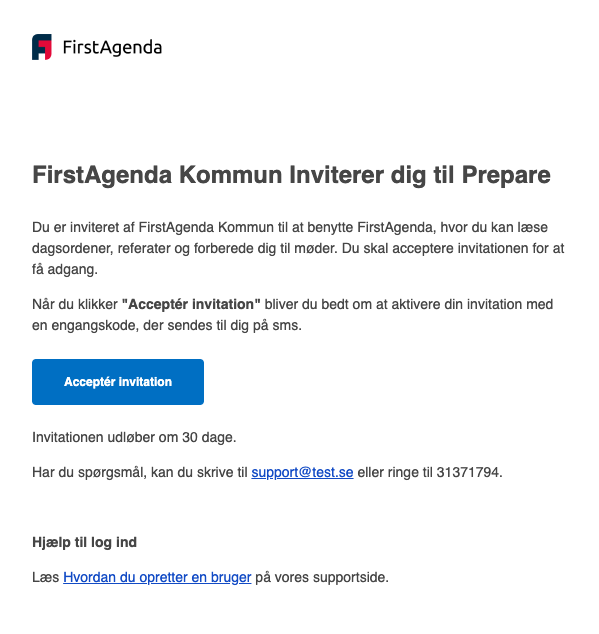 FirstAgenda
FirstAgenda Kommun Inviterer dig til Prepare
Du er inviteret af FirstAgenda Kommun til at benytte FirstAgenda, hvor du kan læse
dagsordener, referater og forberede dig til møder. Du skal acceptere invitationen for at
få adgang.
Når du klikker "Acceptér invitation" bliver du bedt om at aktivere din invitation med
en engangskode, der sendes til dig på sms.
Acceptér invitation
Invitationen udløber om 30 dage.
Har du spørgsmål, kan du skrive til support@test.se eller ringe til 31371794.
Hjælp til log ind
Læs Hvordan du opretter en bruger på vores supportside.